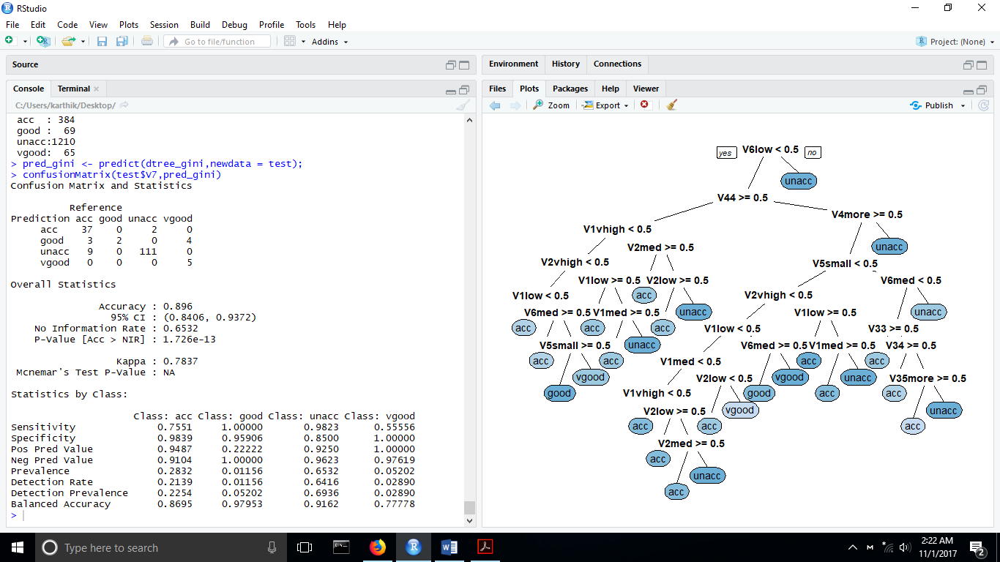 RStudio
File Edit Code View Plots Session Build Debug Profile Tools Help
Go to file/function Addins Project: (None)
Source
Console Terminal
C:/Users/karthik/Desktop/
acc : 384
good : 69
unacc:1210
vgood: 65
> pred_gini <- predict(dtree_gini,newdata = test);
> confusionMatrix(test$V7,pred_gini)
Confusion Matrix and Statistics
Reference
Prediction acc good unacc vgood
acc 37 0 2 0
good 3 2 0 4
unacc 9 0 111 0
vgood 0 0 0 5
Overall Statistics
Accuracy : 0.896
95% CI : (0.8406, 0.9372)
No Information Rate : 0.6532
P-Value [Acc > NIR] : 1.726e-13
Kappa : 0.7837
Mcnemar's Test P-Value : NA
Statistics by Class:
Class: acc Class: good Class: unacc Class: vgood
Sensitivity 0.7551 1.00000 0.9823 0.55556
Specificity 0.9839 0.95906 0.8500 1.00000
Pos Pred Value 0.9487 0.22222 0.9250 1.00000
Neg Pred Value 0.9104 1.00000 0.9623 0.97619
Prevalence 0.2832 0.01156 0.6532 0.05202
Detection Rate 0.2139 0.01156 0.6416 0.02890
Detection Prevalence 0.2254 0.05202 0.6936 0.02890
Balanced Accuracy 0.8695 0.97953 0.9162 0.77778
>
Environment History Connections
Files Plots Packages Help Viewer
Zoom Export Publish
yes V6low < 0.5 no
unacc
V44 >= 0.5
V4more >= 0.5
V1vhigh < 0.5
V2med >= 0.5 unacc
V2vhigh < 0.5 V5small < 0.5
V1low >= 0.5 V2low >= 0.5 V6med < 0.5
V1low < 0.5 acc V2vhigh < 0.5
V6med >= 0.5 V1med >= 0.5 unacc V1low >= 0.5 unacc
acc acc acc V1low < 0.5 V33 >= 0.5
V5small >= 0.5 unacc V6med >= 0.5 V1med >= 0.5 V34 >= 0.5
acc acc V1med < 0.5 acc acc
vgood V2low < 0.5 vgood unacc V35more >= 0.5
good V1vhigh < 0.5 good acc acc
V2low >= 0.5 vgood unacc
acc acc acc
V2med >= 0.5
acc
unacc
acc
Type here to search
2:22 AM
11/1/2017
2